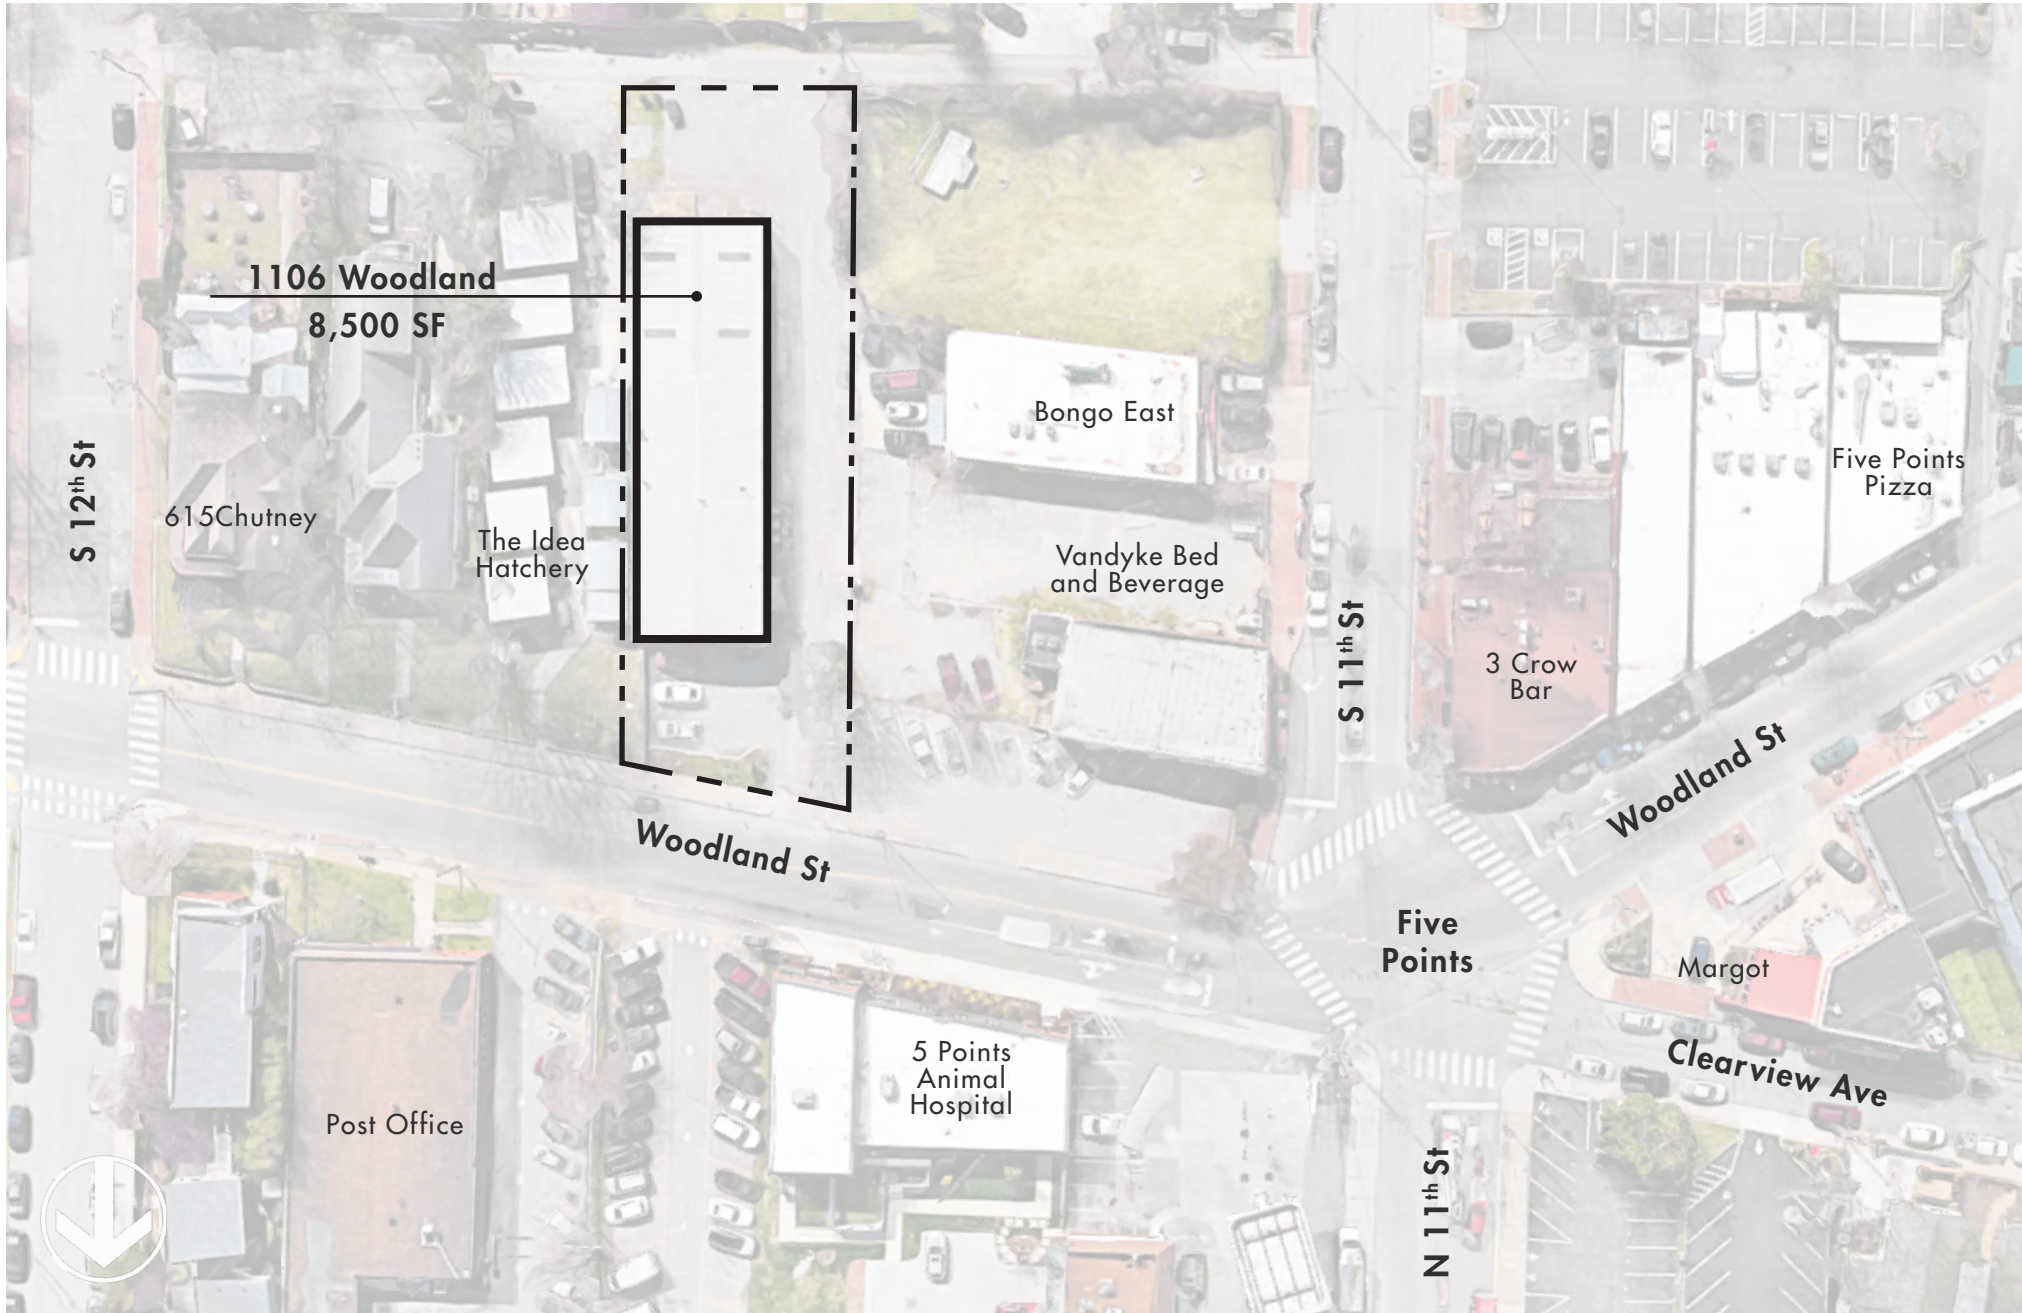 1106 Woodland
8,500 SF
Bongo East
Five Points
Pizza
S 12th St
615Chutney
The Idea
Hatchery
Vandyke Bed
and Beverage
S 11th St
3 Crow
Bar
Woodland St
Woodland St
Five
Points
Margot
Clearview Ave
5 Points
Animal
Hospital
Post Office
N 11th St